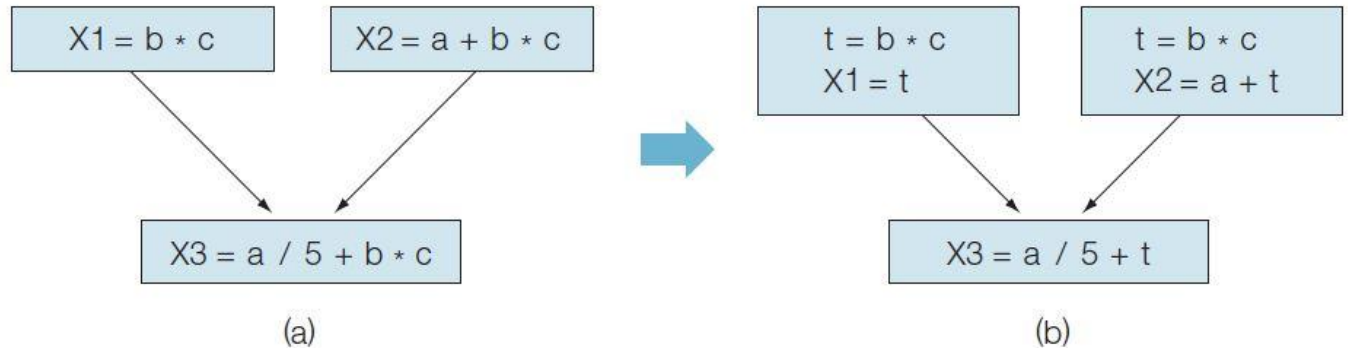 X1 = b * c
X2 = a + b * c
X3 = a / 5 + b * c
(a)
t = b * c
X1 = t
t = b * c
X2 = a + t
X3 = a / 5 + t
(b)